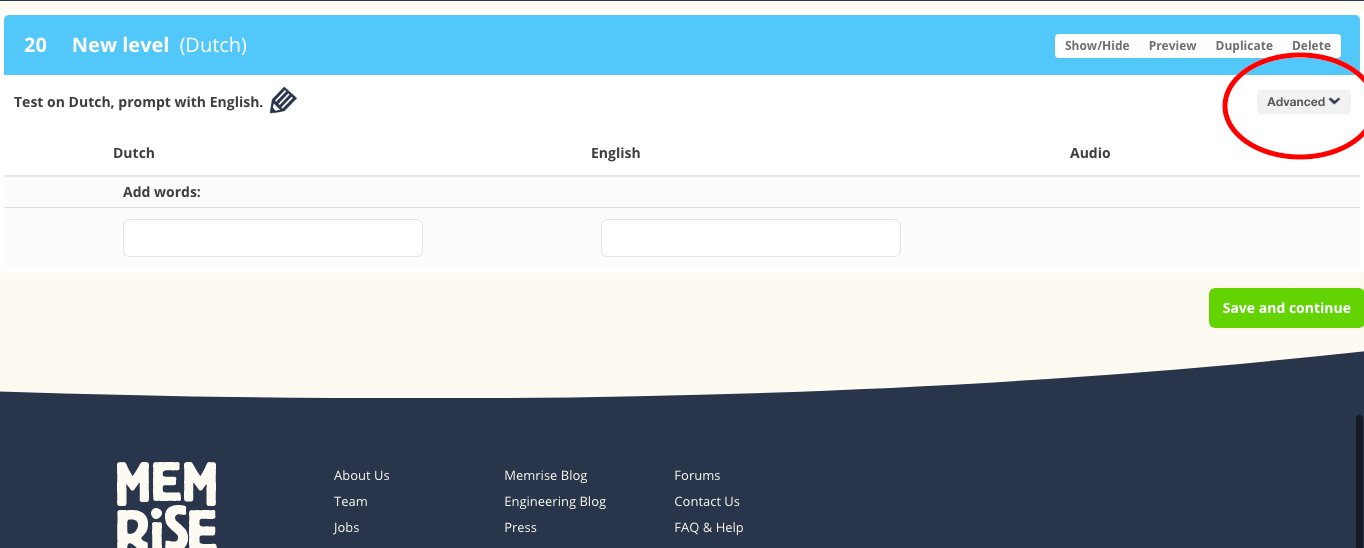 20 New level (Dutch) Show/Hide Preview Duplicate Delete
Test on Dutch, prompt with English. Advanced
Dutch English Audio
Add words:
Save and continue
MEM
RiSE
About Us Memrise Blog Forums
Team Engineering Blog Contact Us
Jobs Press FAQ & Help